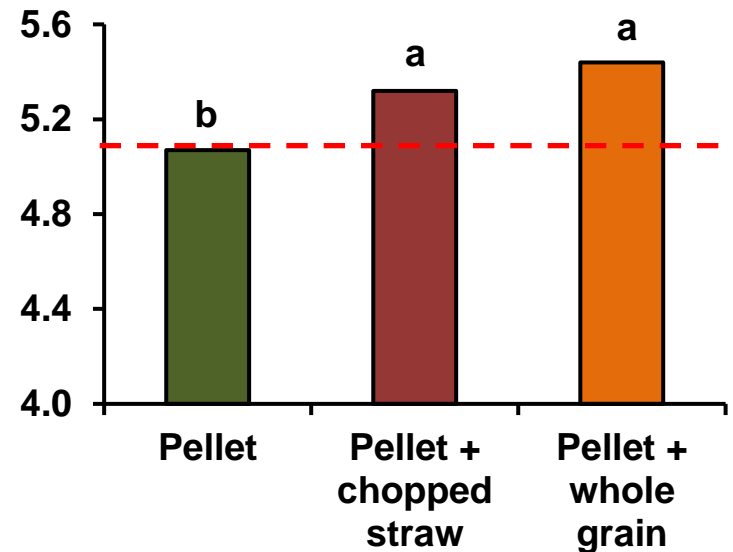 5.6
5.2
4.8
4.4
4.0
b
a
a
Pellet
Pellet +
chopped
straw
Pellet +
whole
grain